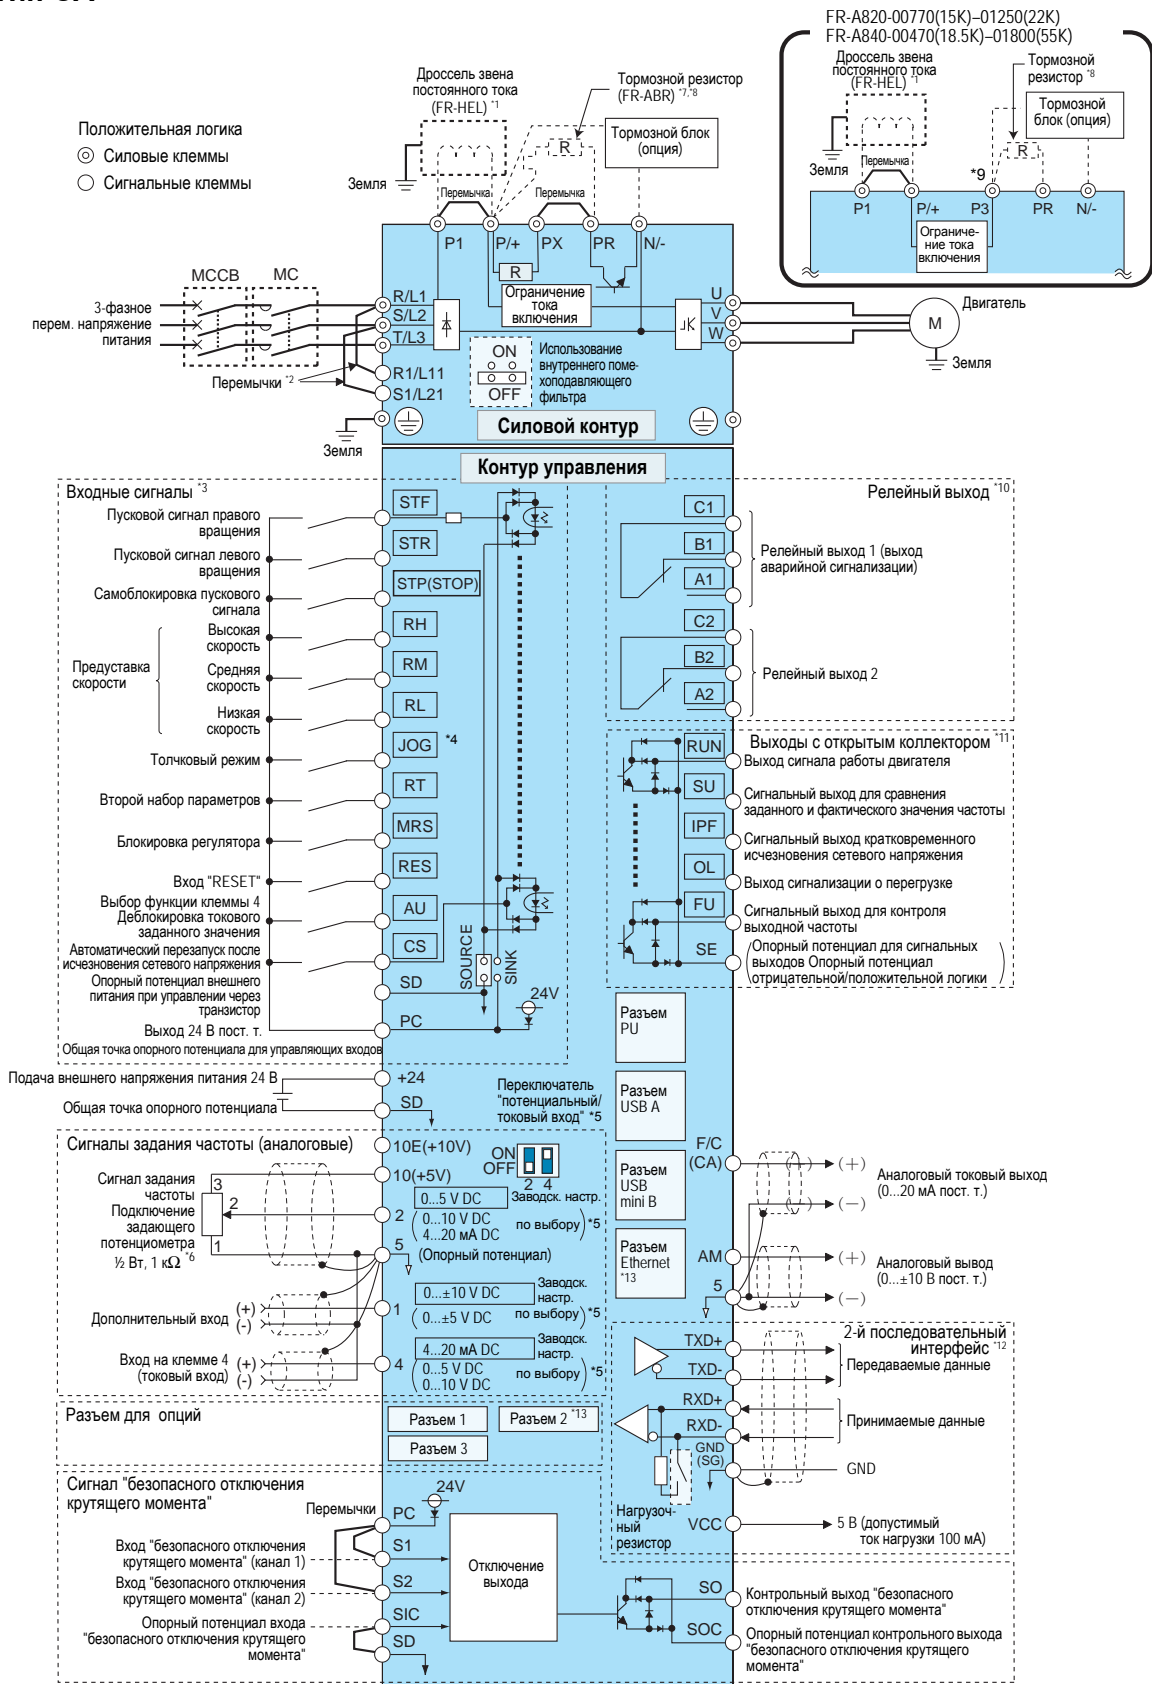 FR-A820-00770(15K)–01250(22K)
FR-A840-00470(18.5K)–01800(55K)
Дроссель звена
постоянного тока
(FR-HEL) *1
Тормозной
резистор *8
Тормозной
блок (опция)
R
Земля
Перемычка
*9
P1
P/+
P3
PR
N/-
Ограниче-
ние тока
включения
Положительная логика
Силовые клеммы
Сигнальные клеммы
Дроссель звена
постоянного тока
(FR-HEL) *1
Тормозной резистор
(FR-ABR) *7,*8
Тормозной блок
(опция)
R
Земля
Перемычка
Перемычка
P1
P/+
PX
PR
N/-
R
Ограничение
тока
включения
MCCB
MC
3-фазное
перем. напряжение
питания
R/L1
S/L2
T/L3
R1/L11
S1/L21
Перемычки *2
Земля
U
V
W
Двигатель
M
Земля
ON
OFF
Использование
внутреннего поме-
хоподавляющего
фильтра
Силовой контур
Контур управления
Входные сигналы *3
Пусковой сигнал правого
вращения
STF
Пусковой сигнал левого
вращения
STR
Самоблокировка пускового
сигнала
STP(STOP)
Предуставка
скорости
Высокая
скорость
RH
Средняя
скорость
RM
Низкая
скорость
RL
Толчковый режим
JOG *4
Второй набор параметров
RT
Блокировка регулятора
MRS
Вход "RESET"
RES
Выбор функции клеммы 4
Деблокировка токового
заданного значения
AU
Автоматический перезапуск после
исчезновения сетевого напряжения
CS
Опорный потенциал внешнего
питания при управлении через
транзистор
SD
SOURCE
SINK
24V
Выход 24 В пост. т.
PC
Общая точка опорного потенциала для управляющих входов
Релейный выход *10
C1
B1
A1
Релейный выход 1 (выход
аварийной сигнализации)
C2
B2
A2
Релейный выход 2
Выходы с открытым коллектором *11
RUN
Выход сигнала работы двигателя
SU
Сигнальный выход для сравнения
заданного и фактического значения частоты
IPF
Сигнальный выход кратковременного
исчезновения сетевого напряжения
OL
Выход сигнализации о перегрузке
FU
Сигнальный выход для контроля
выходной частоты
SE
Опорный потенциал для сигнальных
выходов Опорный потенциал
отрицательной/положительной логики
Разъем
PU
Разъем
USB A
Разъем
USB
mini B
Разъем
Ethernet
*13
Подача внешнего напряжения питания 24 В
+24
Общая точка опорного потенциала
SD
Переключатель
"потенциальный/
токовый вход" *5
Сигналы задания частоты (аналоговые)
10E(+10V)
ON
OFF
2 4
10(+5V)
Сигнал задания
частоты
Подключение
задающего
потенциометра
½ Вт, 1 кΩ *6
3
2
1
0...5 V DC
Заводск. настр.
2
(0...10 V DC
4...20 мА DC
по выбору) *5
5
(Опорный потенциал)
Дополнительный вход
(+)
(-)
1
0...±10 V DC
Заводск.
настр.
(0...±5 V DC
по выбору) *5
Вход на клемме 4
(токовый вход)
(+)
(-)
4
4...20 мА DC
Заводск.
настр.
(0...5 V DC
0...10 V DC
по выбору) *5
F/C
(CA)
(+)
(+)
(-)
(-)
Аналоговый токовый выход
(0...20 мА пост. т.)
AM
(+)
5
(-)
Аналоговый вывод
(0...±10 В пост. т.)
2-й последовательный
интерфейс *12
TXD+
TXD-
Передаваемые данные
RXD+
RXD-
Принимаемые данные
GND
(SG)
GND
Нагрузоч-
ный
резистор
VCC
5 В (допустимый
ток нагрузки 100 мА)
Разъем для опций
Разъем 1
Разъем 2 *13
Разъем 3
Сигнал "безопасного отключения
крутящего момента"
Перемычки
PC
24V
Вход "безопасного отключения
крутящего момента" (канал 1)
S1
Вход "безопасного отключения
крутящего момента" (канал 2)
S2
Опорный потенциал входа
"безопасного отключения крутящего
момента"
SIC
SD
Отключение
выхода
SO
Контрольный выход "безопасного
отключения крутящего момента"
SOC
Опорный потенциал контрольного выхода
"безопасного отключения крутящего
момента"